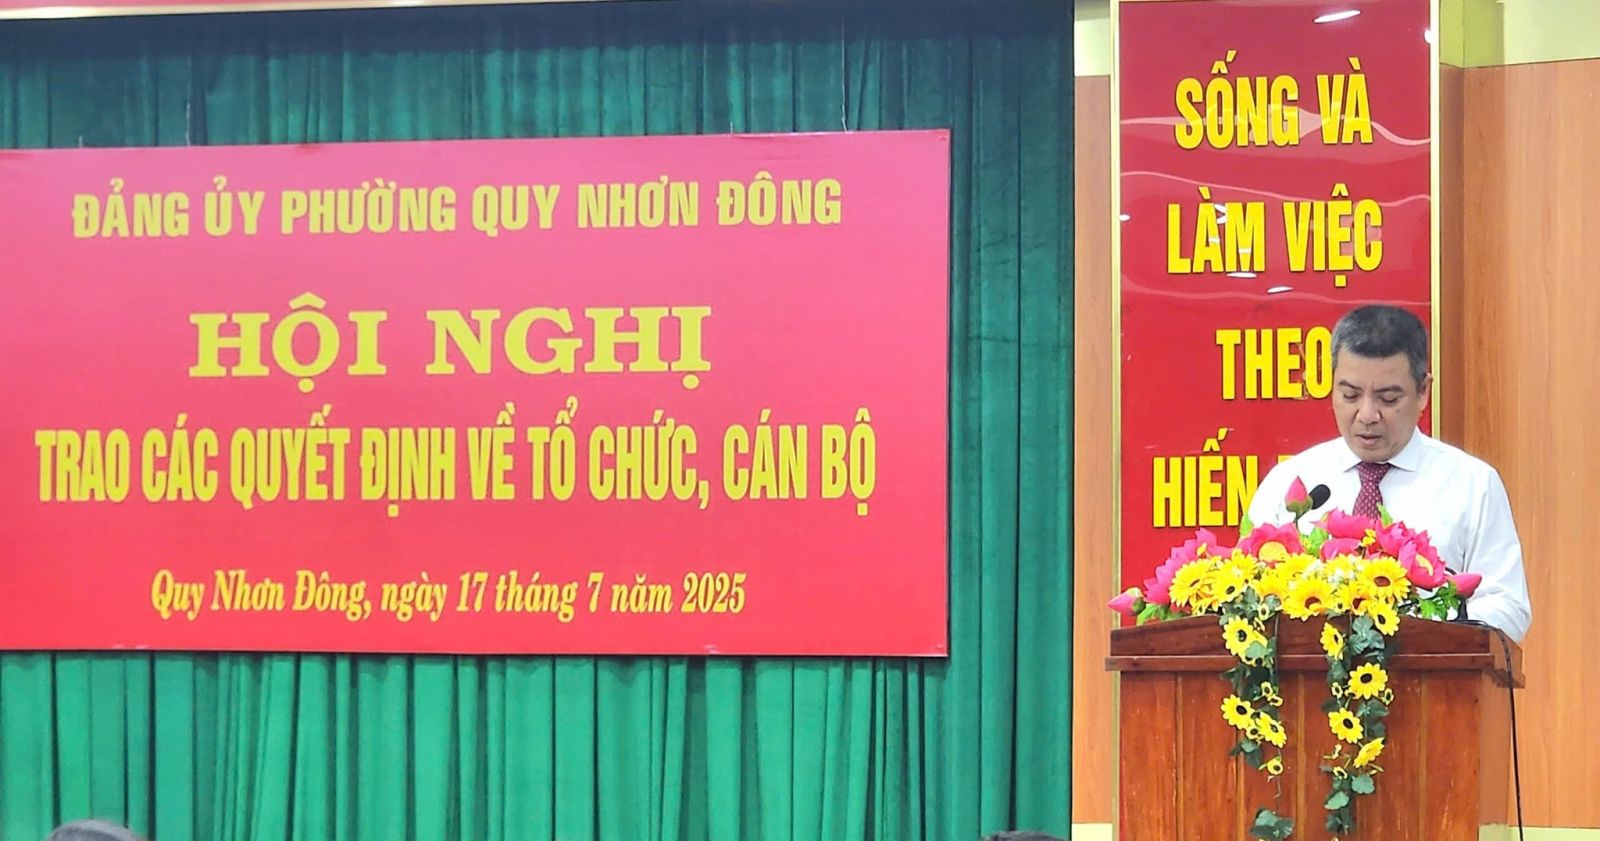 ĐẢNG ỦY PHƯỜNG QUY NHƠN ĐÔNG
HỘI NGHỊ
TRAO CÁC QUYẾT ĐỊNH VỀ TỔ CHỨC, CÁN BỘ
Quy Nhơn Đông, ngày 17 tháng 7 năm 2025
SỐNG VÀ
LÀM VIỆC
THEO
HIẾN